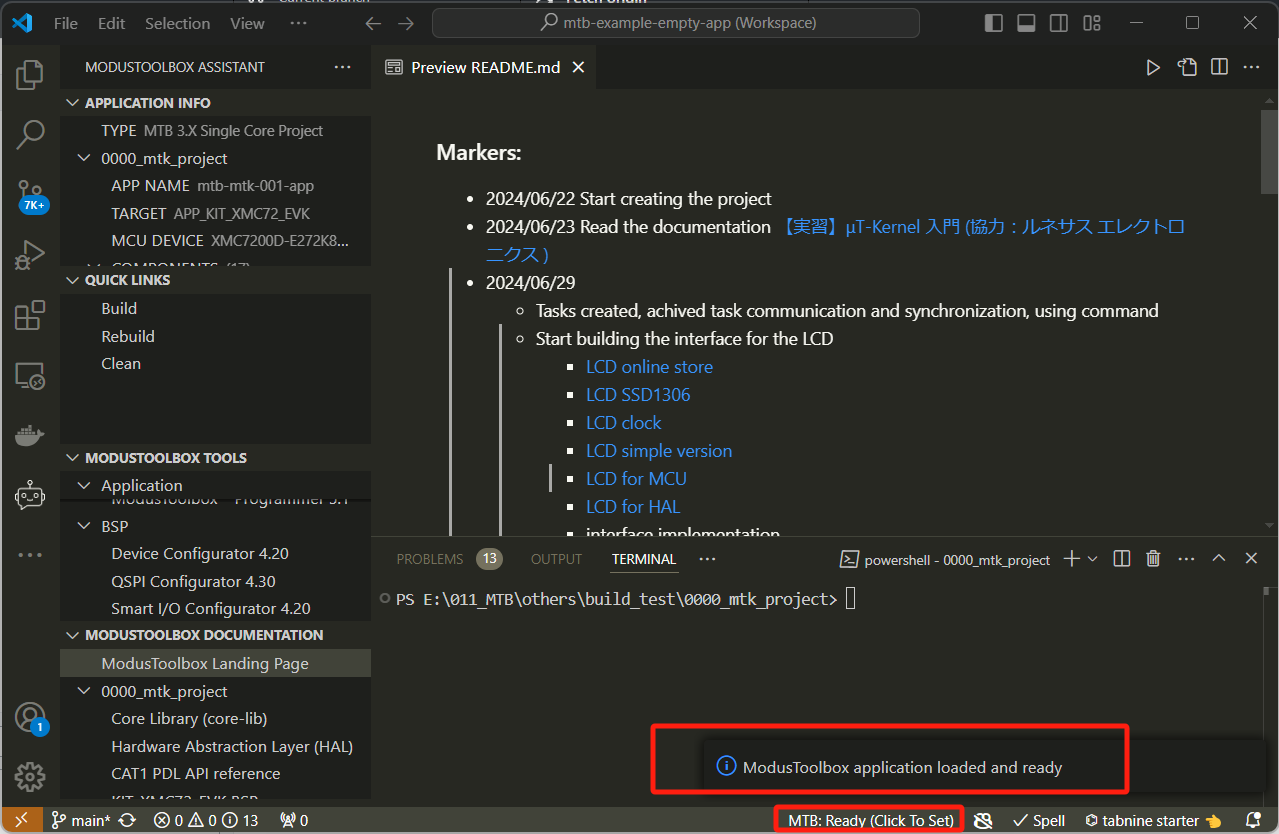 Current branch
Fetch origin
File Edit Selection View ··· mtb-example-empty-app (Workspace)
MODUSTOOLBOX ASSISTANT ···
APPLICATION INFO
TYPE MTB 3.X Single Core Project
0000_mtk_project
APP NAME mtb-mtk-001-app
TARGET APP_KIT_XMC72_EVK
MCU DEVICE XMC7200D-E272K8...
COMPONENTS (17)
QUICK LINKS
Build
Rebuild
Clean
MODUSTOOLBOX TOOLS
Application
ModusToolbox™ Programmer 5.1
BSP
Device Configurator 4.20
QSPI Configurator 4.30
Smart I/O Configurator 4.20
MODUSTOOLBOX DOCUMENTATION
ModusToolbox Landing Page
0000_mtk_project
Core Library (core-lib)
Hardware Abstraction Layer (HAL)
CAT1 PDL API reference
KIT_XMC72_EVK BSP
7K+
1
Preview README.md
Markers:
2024/06/22 Start creating the project
2024/06/23 Read the documentation 【実習】μT-Kernel 入門 (協力：ルネサス エレクトロ
ニクス )
2024/06/29
Tasks created, achived task communication and synchronization, using command
Start building the interface for the LCD
LCD online store
LCD SSD1306
LCD clock
LCD simple version
LCD for MCU
LCD for HAL
interface implementation
PROBLEMS 13 OUTPUT TERMINAL ··· powershell - 0000_mtk_project
PS E:\011_MTB\others\build_test\0000_mtk_project>
ModusToolbox application loaded and ready
main* 0 0 13 0 MTB: Ready (Click To Set) Spell tabnine starter